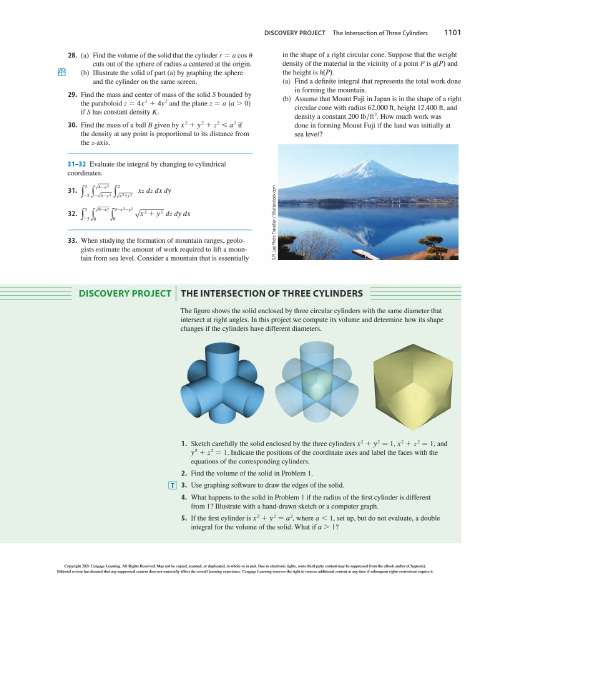 DISCOVERY PROJECT The Intersection of Three Cylinders 1101
28. (a) Find the volume of the solid that the cylinder r = a cos θ
cuts out of the sphere of radius a centered at the origin.
(b) Illustrate the solid of part (a) by graphing the sphere
and the cylinder on the same screen.
29. Find the mass and center of mass of the solid S bounded by
the paraboloid z = 4x² + 4y² and the plane z = a (a > 0)
if S has constant density K.
30. Find the mass of a ball B given by x² + y² + z² ≤ a² if
the density at any point is proportional to its distance from
the z-axis.
31–32 Evaluate the integral by changing to cylindrical
coordinates.
31. xz dz dx dy
32. √x² + y² dz dy dx
33. When studying the formation of mountain ranges, geolo-
gists estimate the amount of work required to lift a moun-
tain from sea level. Consider a mountain that is essentially
in the shape of a right circular cone. Suppose that the weight
density of the material in the vicinity of a point P is g(P) and
the height is h(P).
(a) Find a definite integral that represents the total work done
in forming the mountain.
(b) Assume that Mount Fuji in Japan is in the shape of a right
circular cone with radius 62,000 ft, height 12,400 ft, and
density a constant 200 lb/ft³. How much work was
done in forming Mount Fuji if the land was initially at
sea level?
DISCOVERY PROJECT THE INTERSECTION OF THREE CYLINDERS
The figure shows the solid enclosed by three circular cylinders with the same diameter that
intersect at right angles. In this project we compute its volume and determine how its shape
changes if the cylinders have different diameters.
1. Sketch carefully the solid enclosed by the three cylinders x² + y² = 1, x² + z² = 1, and
y² + z² = 1. Indicate the positions of the coordinate axes and label the faces with the
equations of the corresponding cylinders.
2. Find the volume of the solid in Problem 1.
T 3. Use graphing software to draw the edges of the solid.
4. What happens to the solid in Problem 1 if the radius of the first cylinder is different
from 1? Illustrate with a hand-drawn sketch or a computer graph.
5. If the first cylinder is x² + y² = a², where a < 1, set up, but do not evaluate, a double
integral for the volume of the solid. What if a > 1?